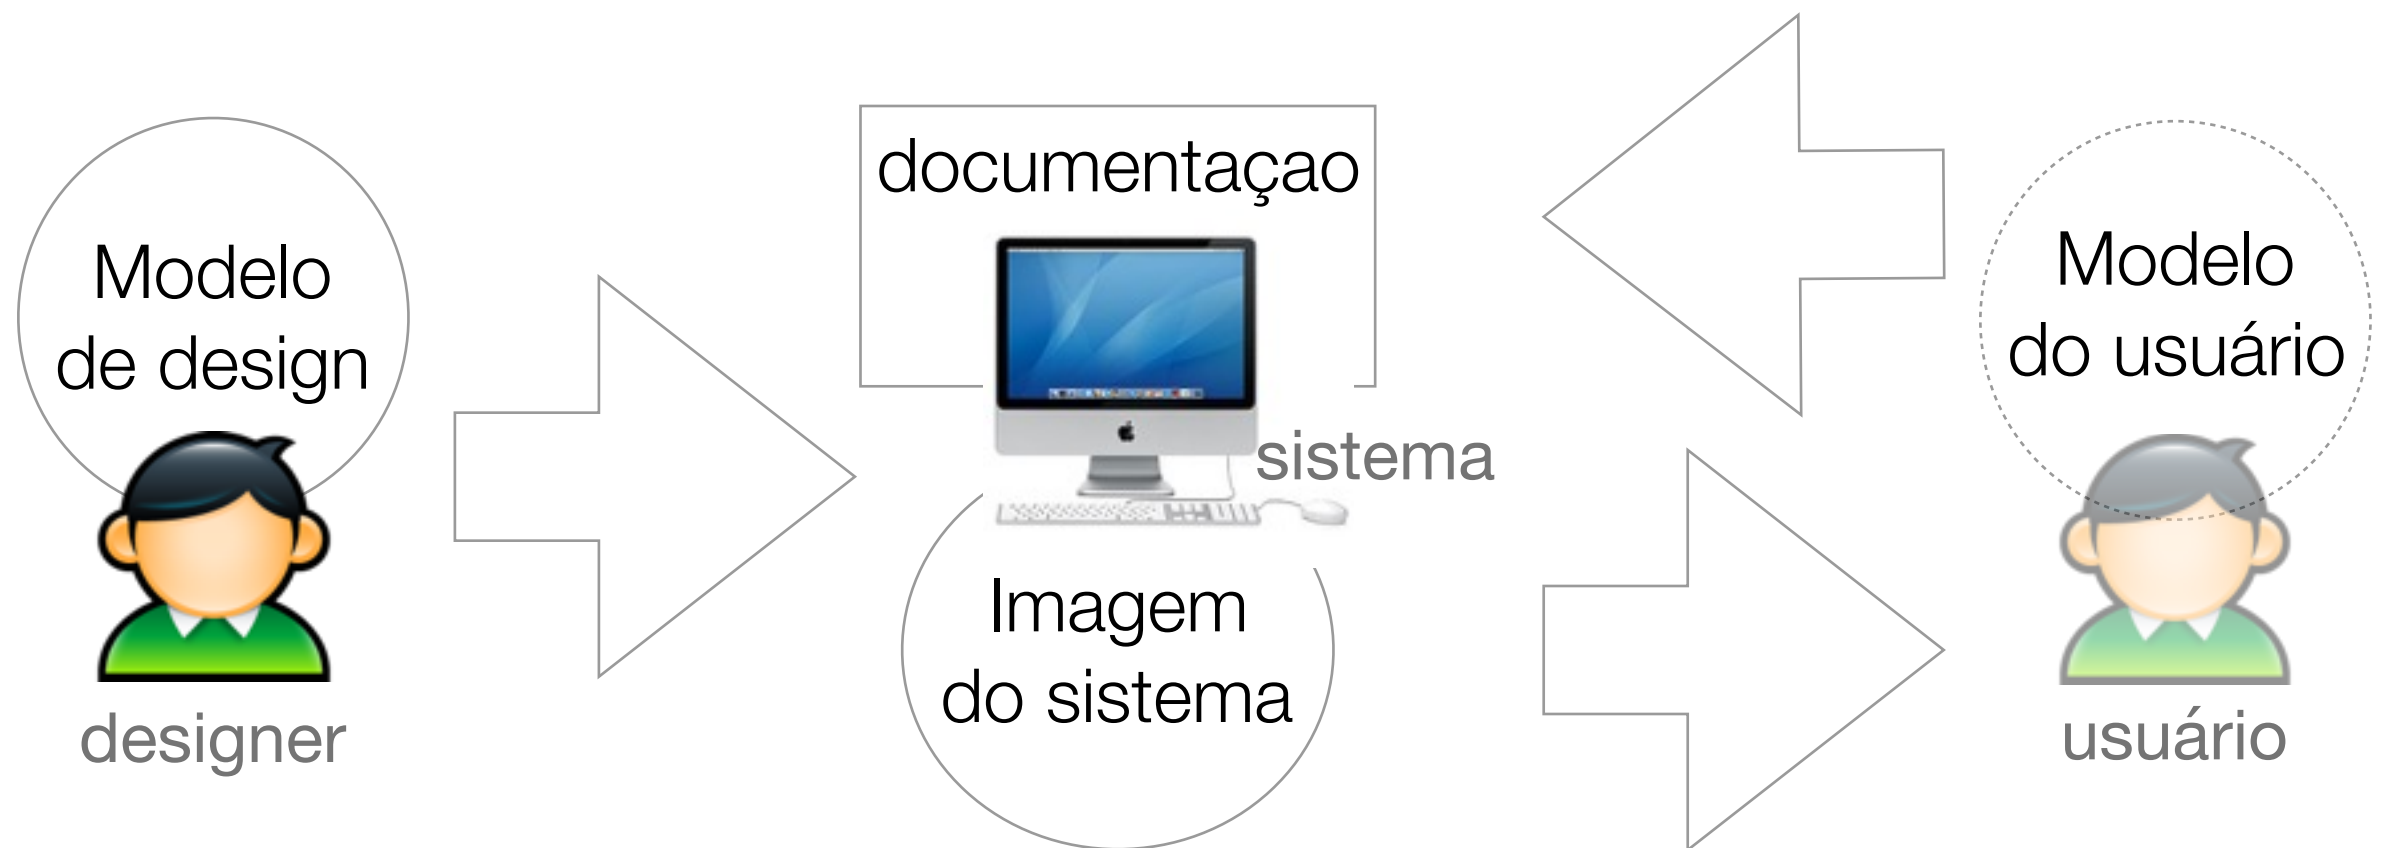 Modelo
de design
designer
documentaçao
sistema
Imagem
do sistema
Modelo
do usuário
usuário